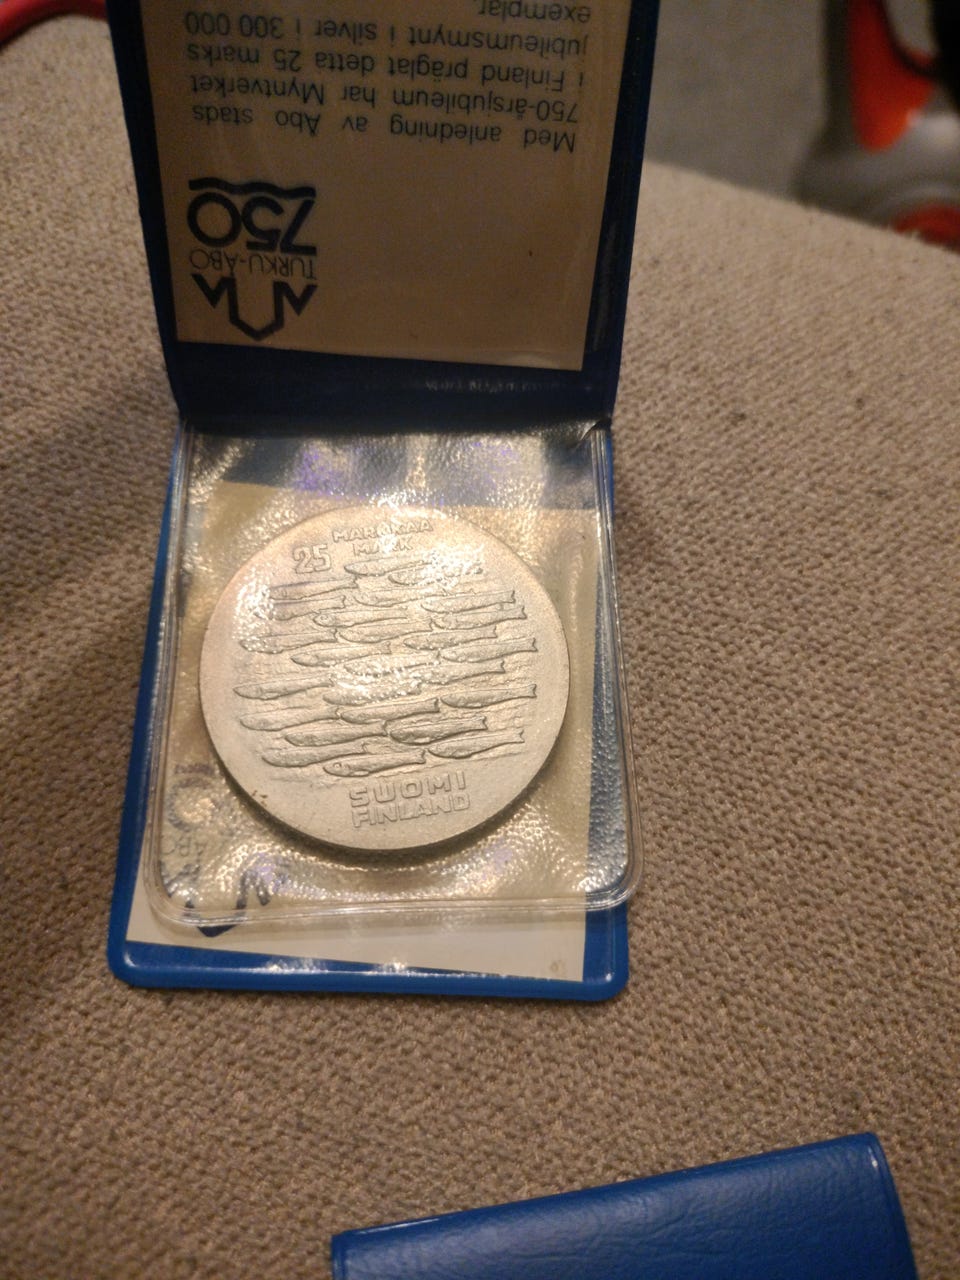 TURKU-ÅBO
750
Med anledning av Åbo stads
750-årsjubileum har Myntverket
i Finland präglat detta 25 marks
jubileumsmynt i silver i 300 000
exemplar.
25 MARKKAA
MARK
SUOMI
FINLAND